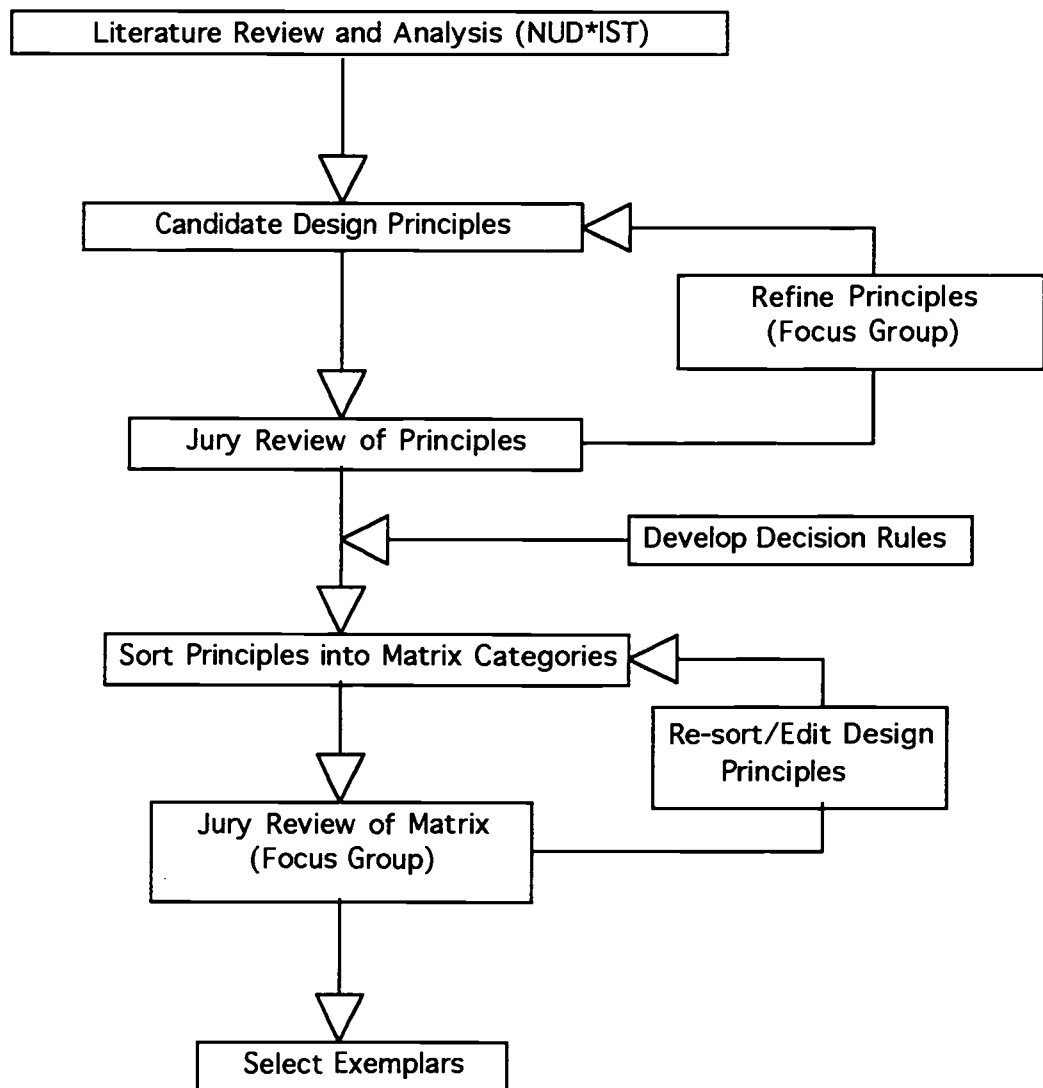 Literature Review and Analysis (NUD*IST)
Candidate Design Principles
Refine Principles
(Focus Group)
Jury Review of Principles
Develop Decision Rules
Sort Principles into Matrix Categories
Re-sort/Edit Design
Principles
Jury Review of Matrix
(Focus Group)
Select Exemplars